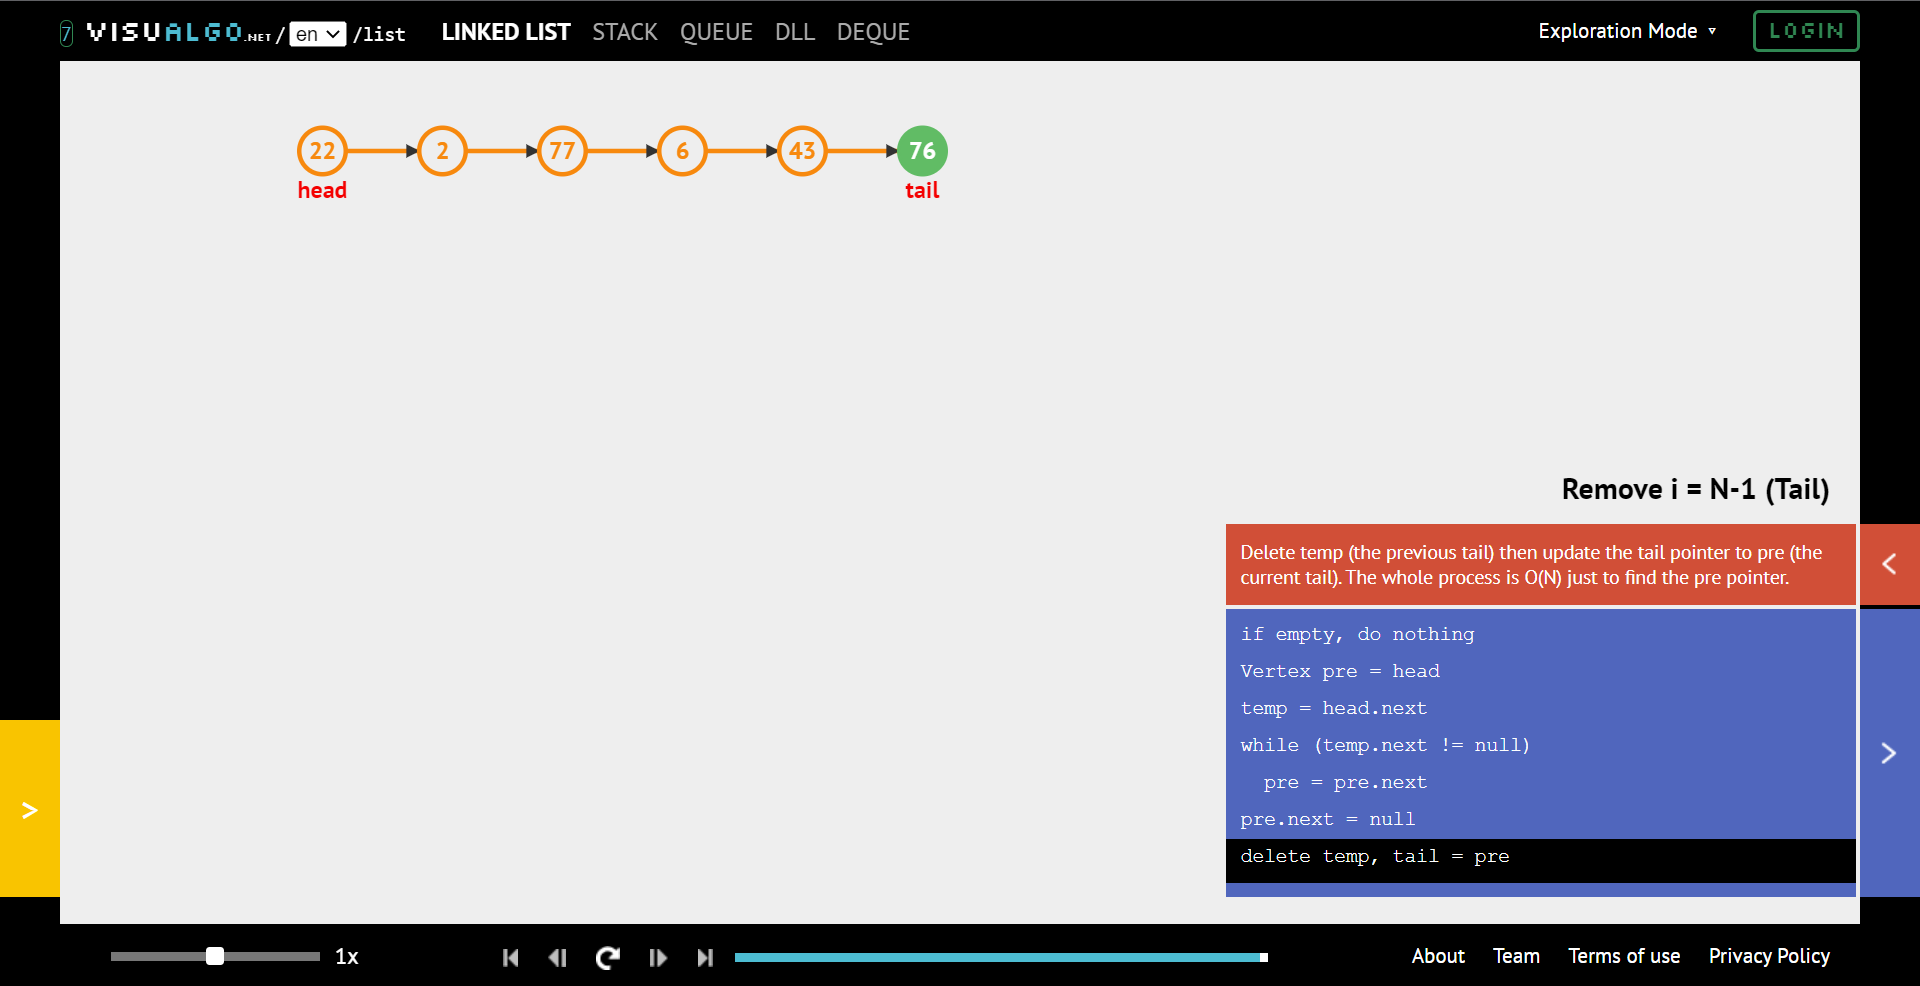 7 VISUALGO.NET / en /list LINKED LIST STACK QUEUE DLL DEQUE Exploration Mode ▾ LOGIN
22 2 77 6 43 76
head tail
Remove i = N-1 (Tail)
Delete temp (the previous tail) then update the tail pointer to pre (the
current tail). The whole process is O(N) just to find the pre pointer.
if empty, do nothing
Vertex pre = head
temp = head.next
while (temp.next != null)
  pre = pre.next
pre.next = null
delete temp, tail = pre
1x About Team Terms of use Privacy Policy